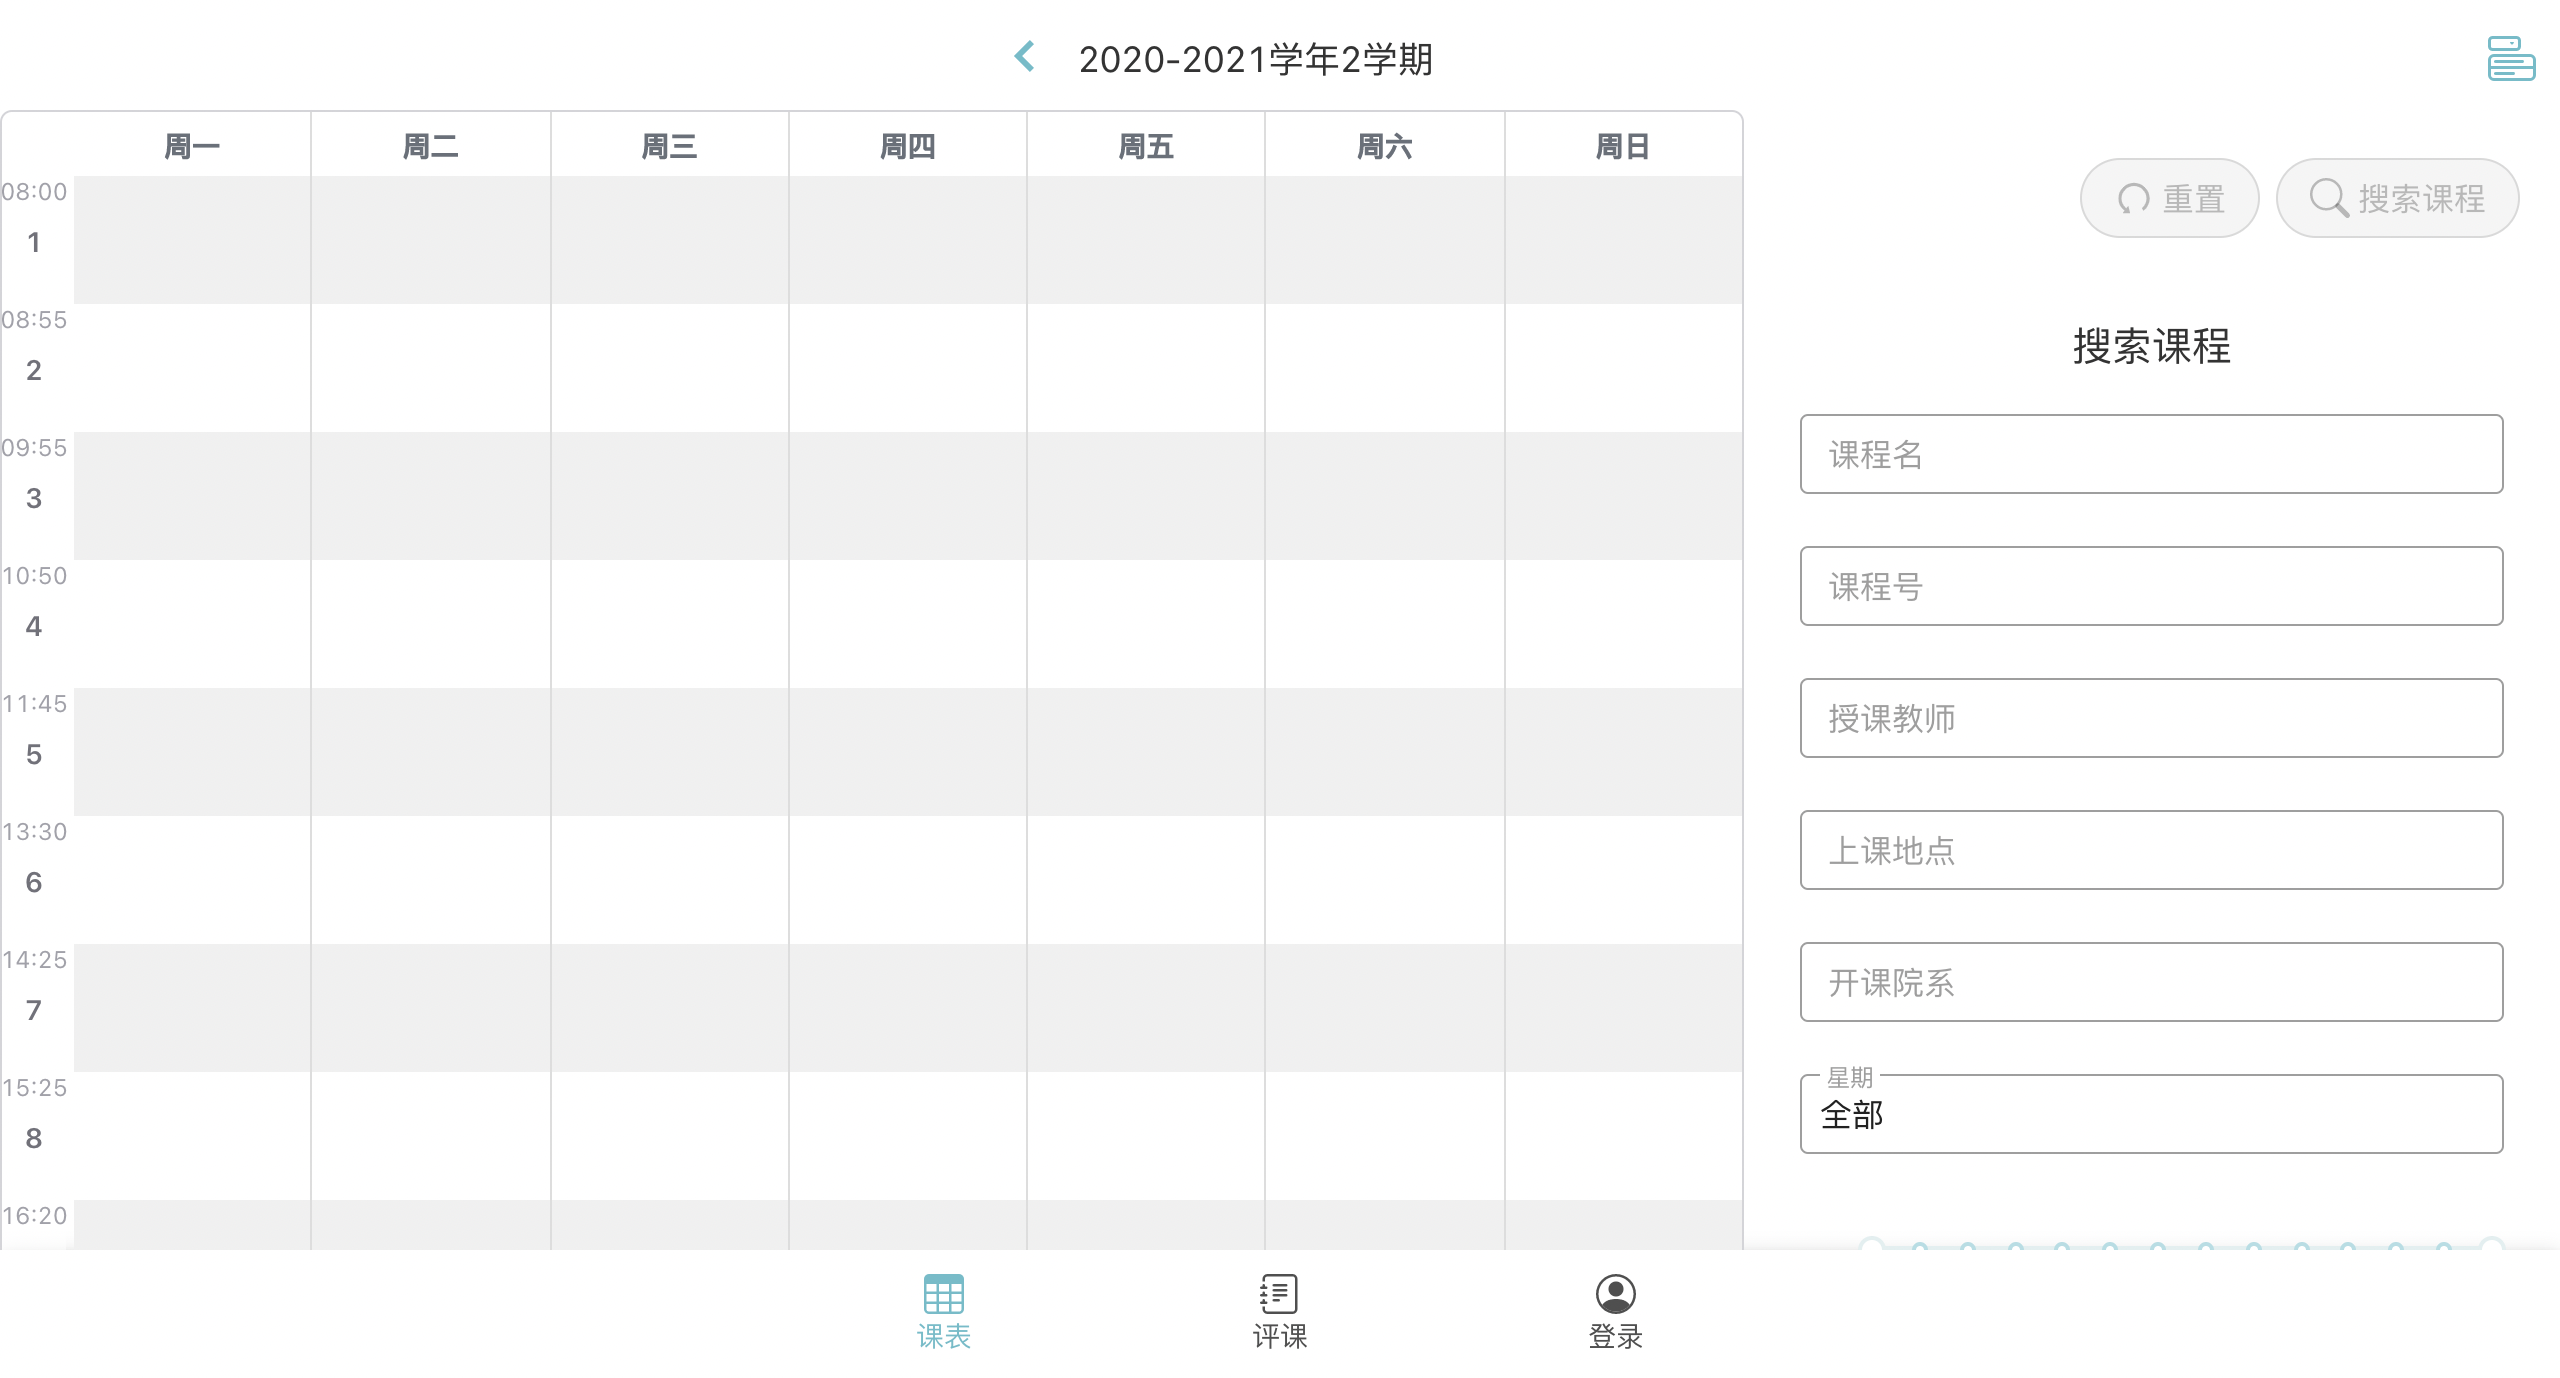 2020-2021学年2学期
周一 周二 周三 周四 周五 周六 周日
08:00
1
08:55
2
09:55
3
10:50
4
11:45
5
13:30
6
14:25
7
15:25
8
16:20
重置 搜索课程
搜索课程
课程名
课程号
授课教师
上课地点
开课院系
星期
全部
课表 评课 登录